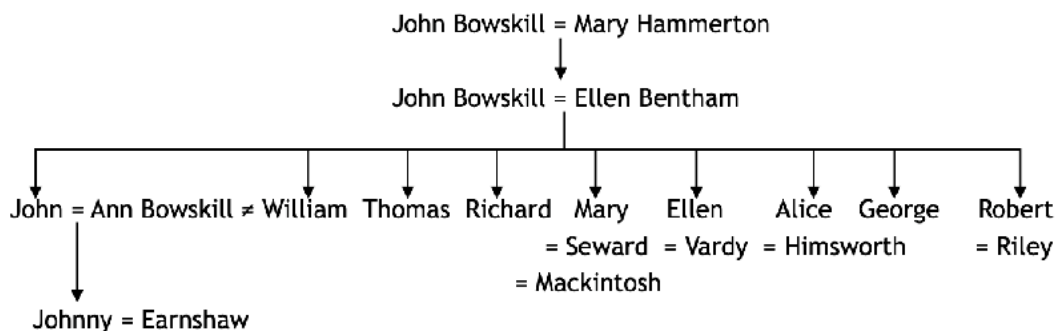 John Bowskill = Mary Hammerton
John Bowskill = Ellen Bentham
John = Ann Bowskill ≠ William Thomas Richard Mary Ellen Alice George Robert
= Seward = Vardy = Himsworth = Riley
= Mackintosh
Johnny = Earnshaw